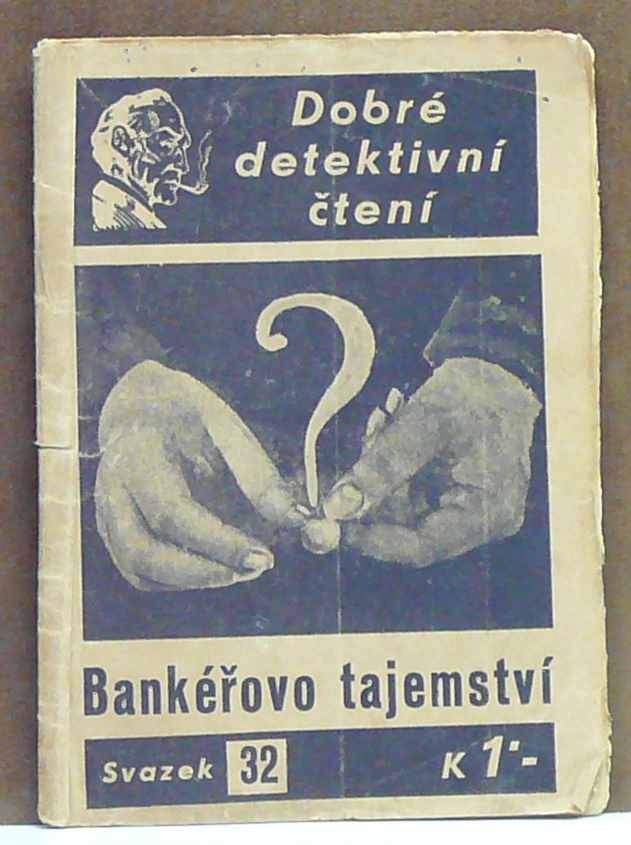 Dobré
detektivní
čtení
?
Bankéřovo tajemství
Svazek 32
K 1·-